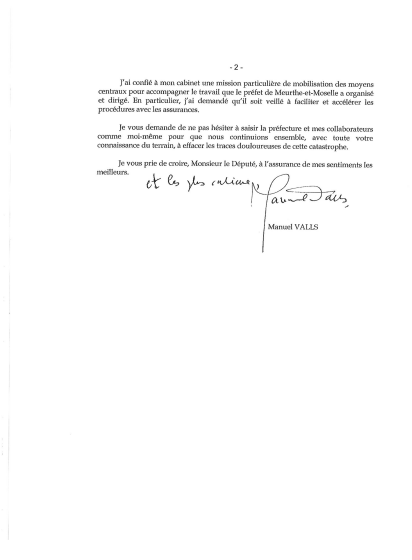 - 2 -
J'ai confié à mon cabinet une mission particulière de mobilisation des moyens
centraux pour accompagner le travail que le préfet de Meurthe-et-Moselle a organisé
et dirigé. En particulier, j'ai demandé qu'il soit veillé à faciliter et accélérer les
procédures avec les assurances.
Je vous demande de ne pas hésiter à saisir la préfecture et mes collaborateurs
comme moi-même pour que nous continuions ensemble, avec toute votre
connaissance du terrain, à effacer les traces douloureuses de cette catastrophe.
Je vous prie de croire, Monsieur le Député, à l'assurance de mes sentiments les
meilleurs.
et les plus
Manuel Valls
Manuel VALLS